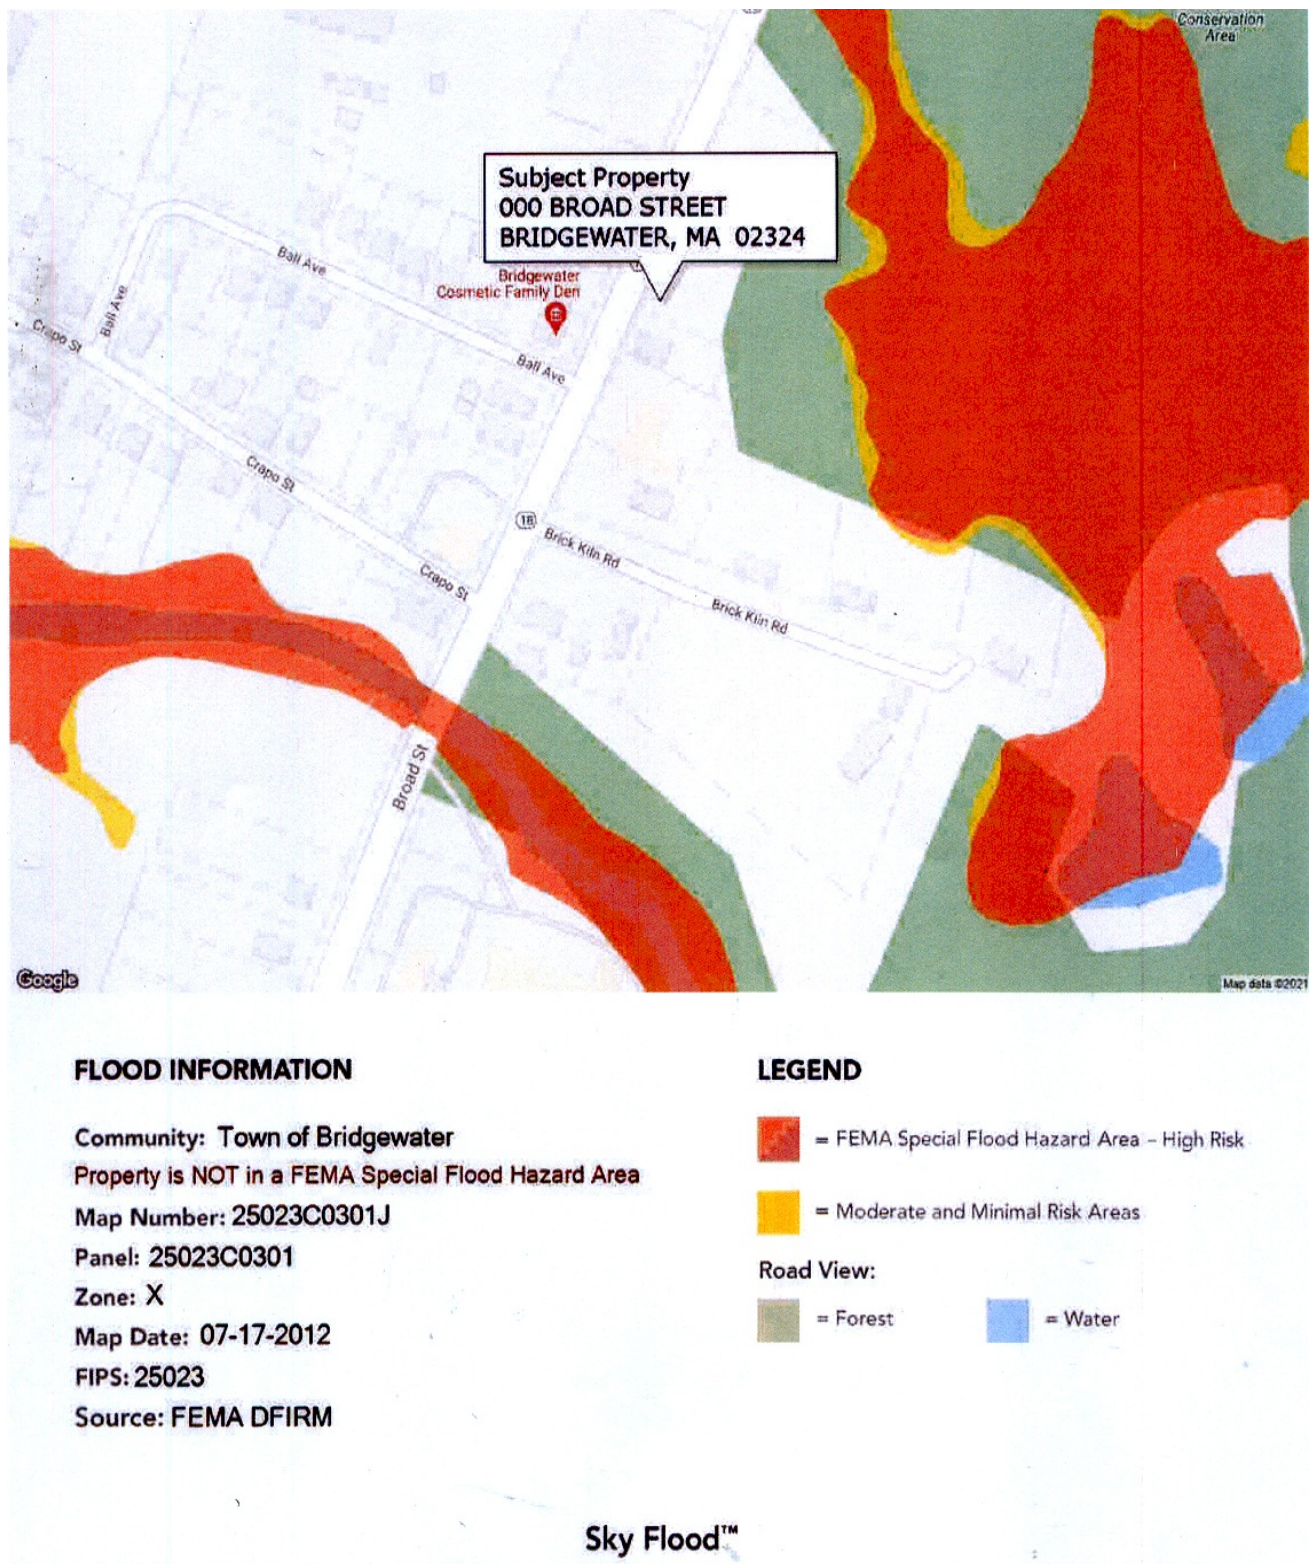 Conservation
Area
Subject Property
000 BROAD STREET
BRIDGEWATER, MA 02324
Ball Ave
Bridgewater
Cosmetic Family Den
Ball Ave
Crapo St
Ball Ave
Crapo St
18
Brick Kiln Rd
Crapo St
Brick Kiln Rd
Broad St
Google
Map data ©2021
FLOOD INFORMATION
Community: Town of Bridgewater
Property is NOT in a FEMA Special Flood Hazard Area
Map Number: 25023C0301J
Panel: 25023C0301
Zone: X
Map Date: 07-17-2012
FIPS: 25023
Source: FEMA DFIRM
LEGEND
= FEMA Special Flood Hazard Area – High Risk
= Moderate and Minimal Risk Areas
Road View:
= Forest
= Water
Sky Flood™